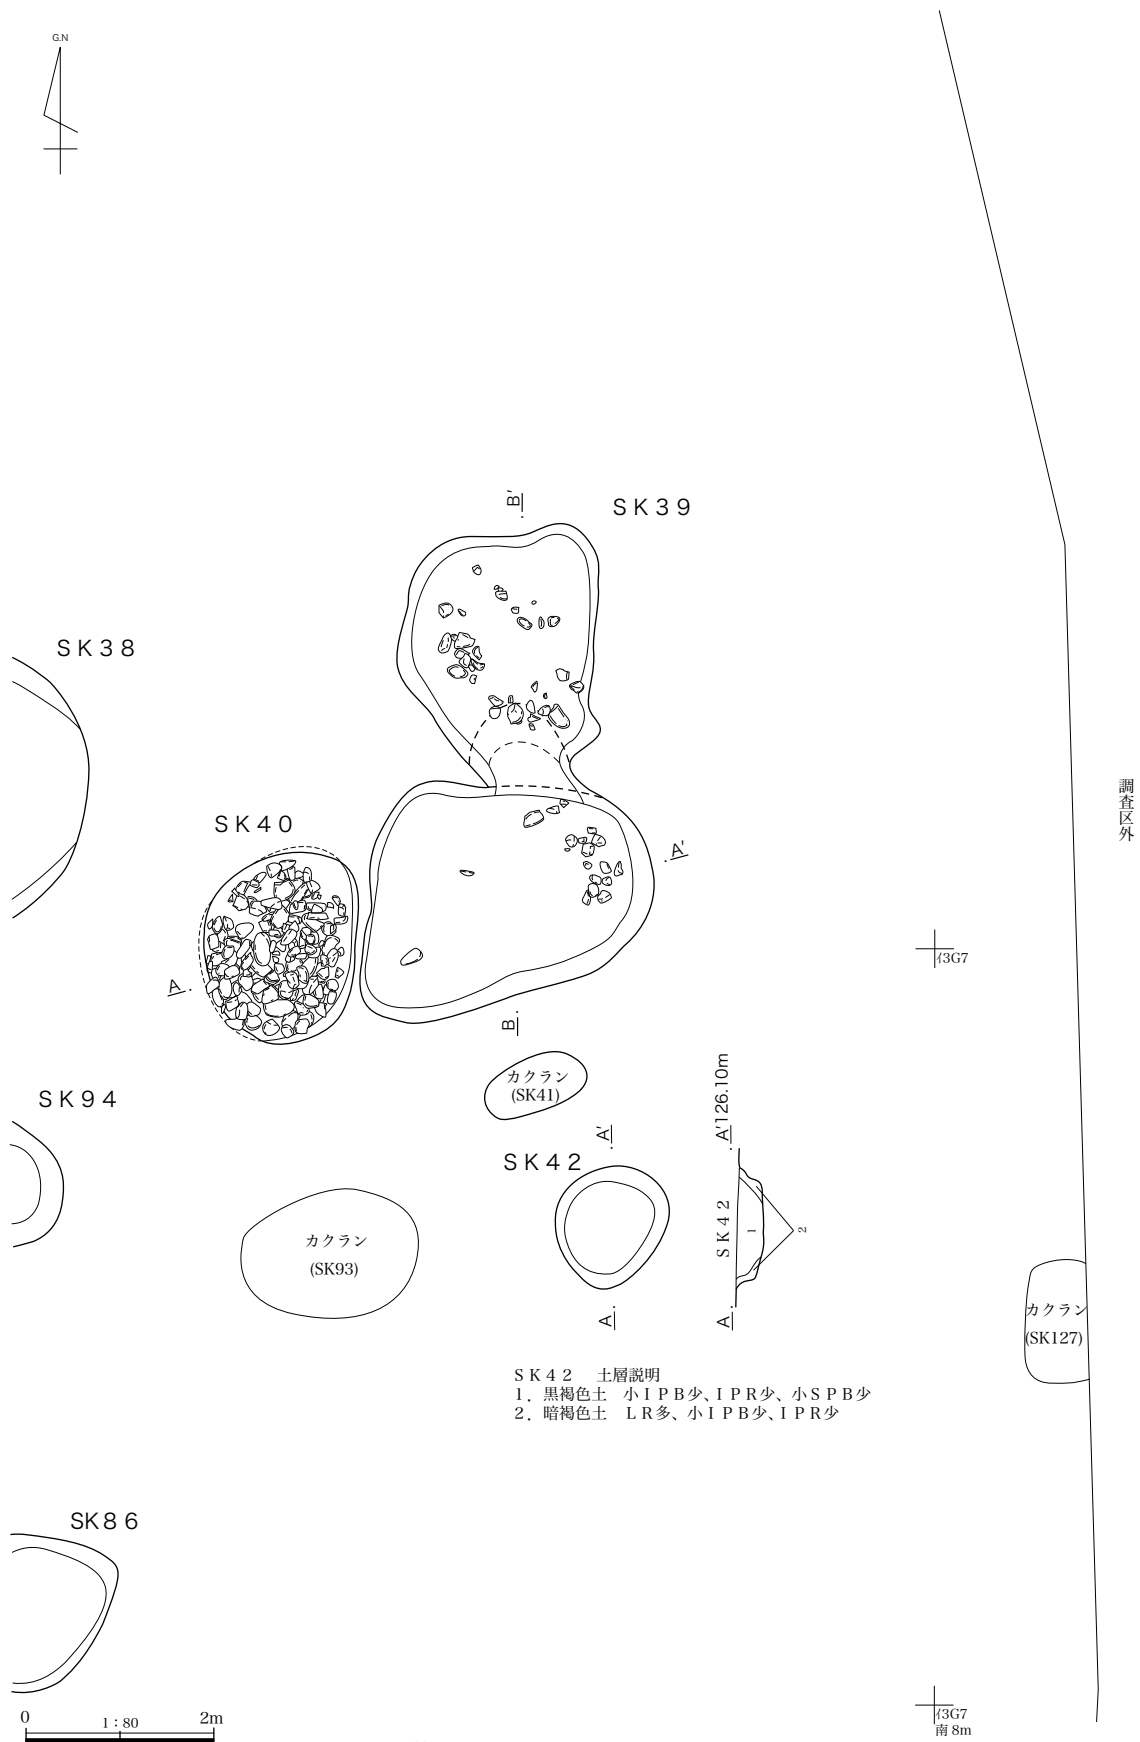 G.N
B'
ＳＫ３９
ＳＫ３８
調査区外
ＳＫ４０
A'
ｲ3G7
A
B
カクラン
(SK41)
A'126.10m
ＳＫ９４
A'
ＳＫ４２
ＳＫ４２
1
2
カクラン
(SK93)
カクラン
(SK127)
A
A
ＳＫ４２　土層説明
１．黒褐色土　小ＩＰＢ少、ＩＰＲ少、小ＳＰＢ少
２．暗褐色土　ＬＲ多、小ＩＰＢ少、ＩＰＲ少
SK８６
0
1：80
2m
ｲ3G7
南 8m